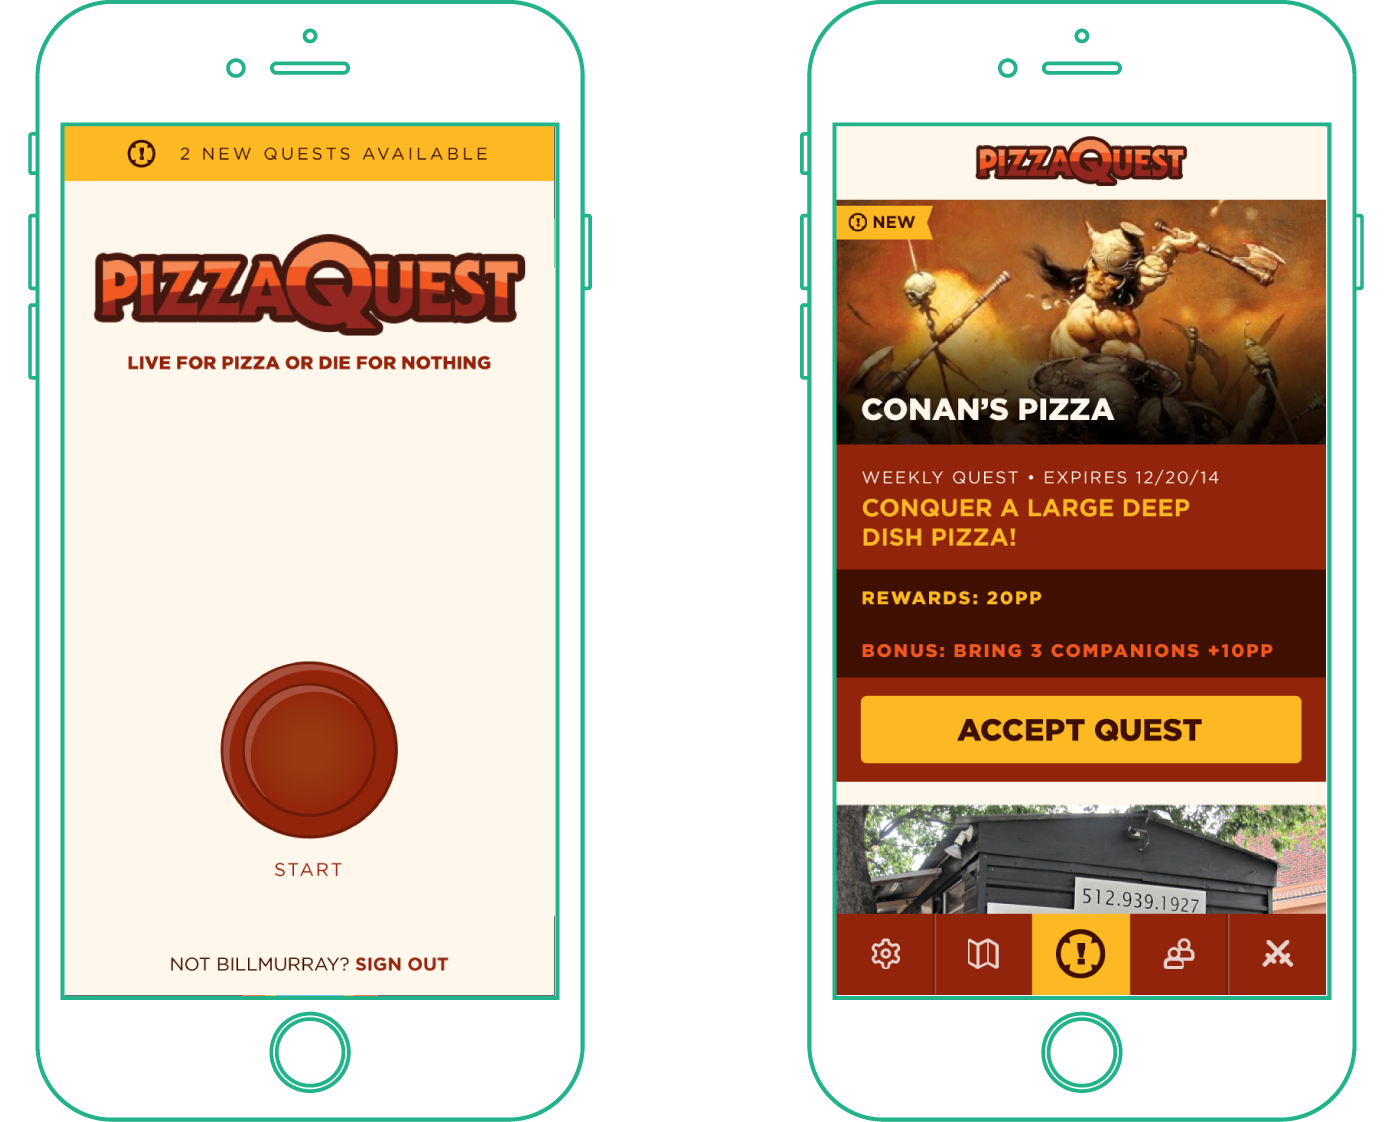 2 NEW QUESTS AVAILABLE
PIZZAQUEST
LIVE FOR PIZZA OR DIE FOR NOTHING
START
NOT BILLMURRAY? SIGN OUT
PIZZAQUEST
NEW
CONAN’S PIZZA
WEEKLY QUEST • EXPIRES 12/20/14
CONQUER A LARGE DEEP
DISH PIZZA!
REWARDS: 20PP
BONUS: BRING 3 COMPANIONS +10PP
ACCEPT QUEST
512.939.1927